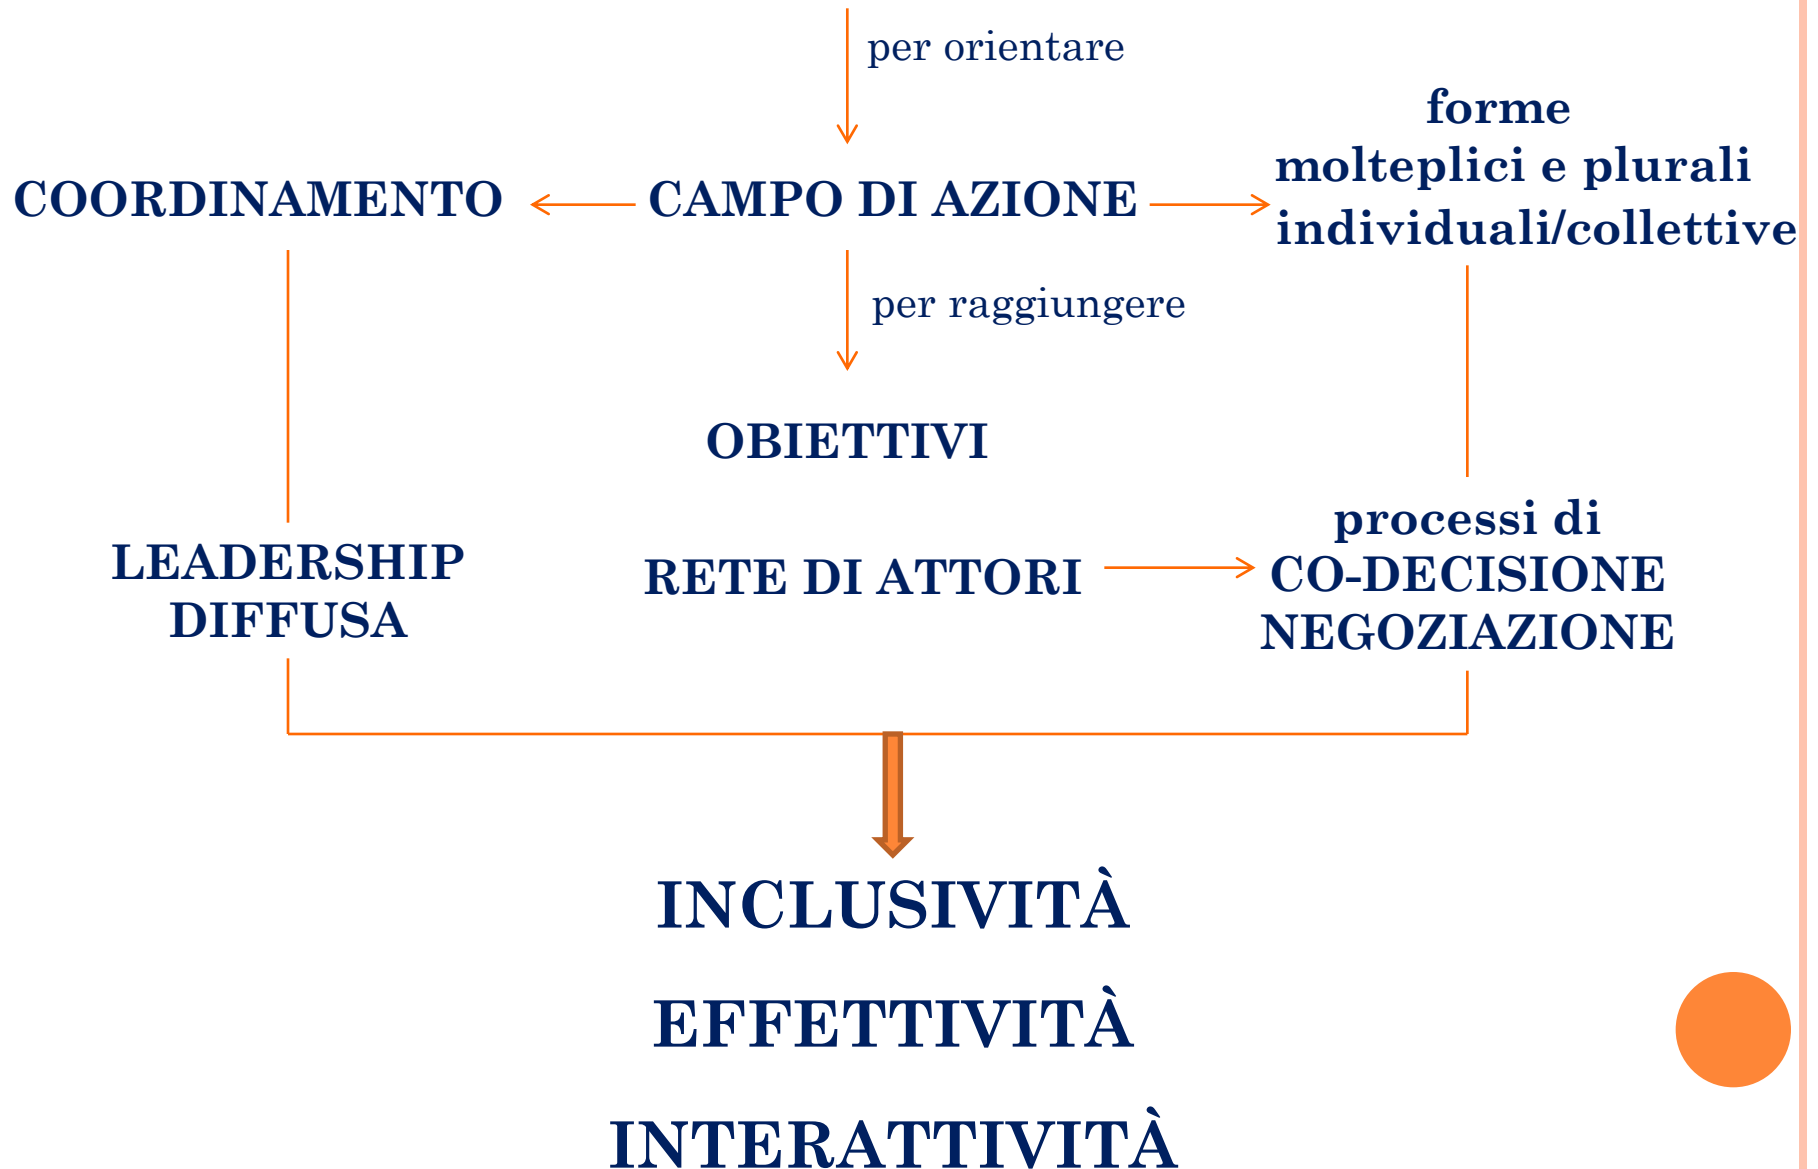 per orientare
forme
molteplici e plurali
individuali/collettive
COORDINAMENTO
CAMPO DI AZIONE
per raggiungere
OBIETTIVI
LEADERSHIP
DIFFUSA
RETE DI ATTORI
processi di
CO-DECISIONE
NEGOZIAZIONE
INCLUSIVITÀ
EFFETTIVITÀ
INTERATTIVITÀ